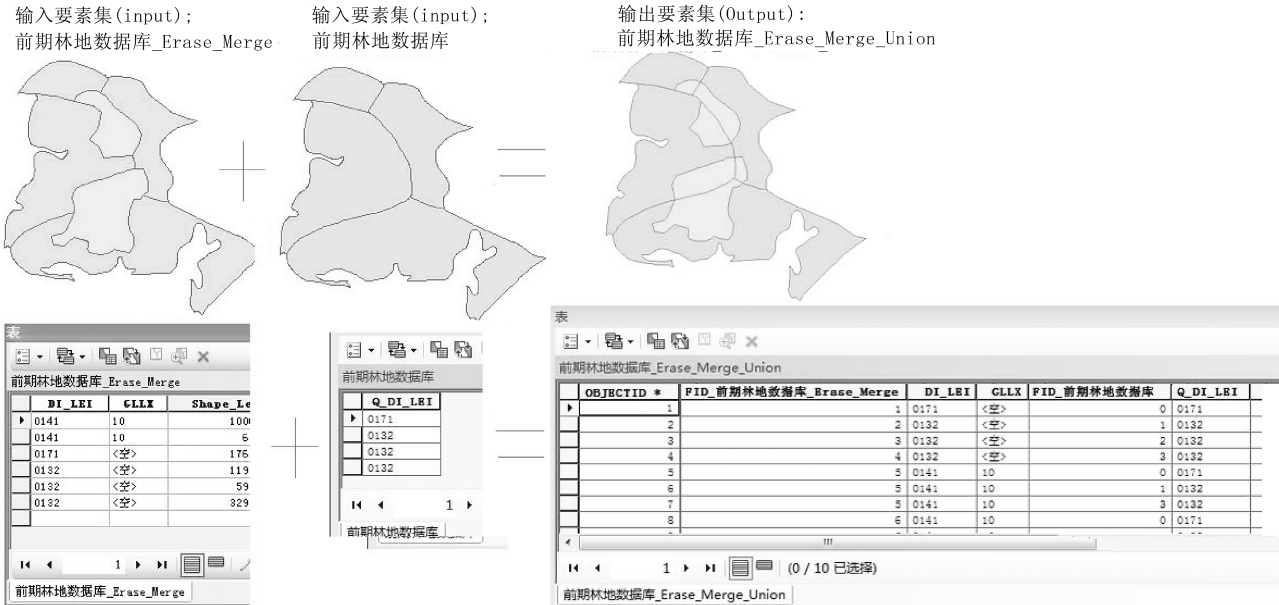 输入要素集(input);
前期林地数据库_Erase_Merge
输入要素集(input);
前期林地数据库
输出要素集(Output):
前期林地数据库_Erase_Merge_Union
表
前期林地数据库_Erase_Merge
DI_LEI GLLX Shape_Le
0141 10 100
0141 10 6
0171 <空> 176
0132 <空> 119
0132 <空> 59
0132 <空> 329
1
前期林地数据库_Erase_Merge
前期林地数据库
Q_DI_LEI
0171
0132
0132
0132
1
前期林地数据库
表
前期林地数据库_Erase_Merge_Union
OBJECTID * FID_前期林地数据库_Erase_Merge DI_LEI GLLX FID_前期林地数据库 Q_DI_LEI
1 1 0171 <空> 0 0171
2 2 0132 <空> 1 0132
3 3 0132 <空> 2 0132
4 4 0132 <空> 3 0132
5 5 0141 10 0 0171
6 5 0141 10 1 0132
7 5 0141 10 3 0132
8 6 0141 10 0 0171
1 (0 / 10 已选择)
前期林地数据库_Erase_Merge_Union